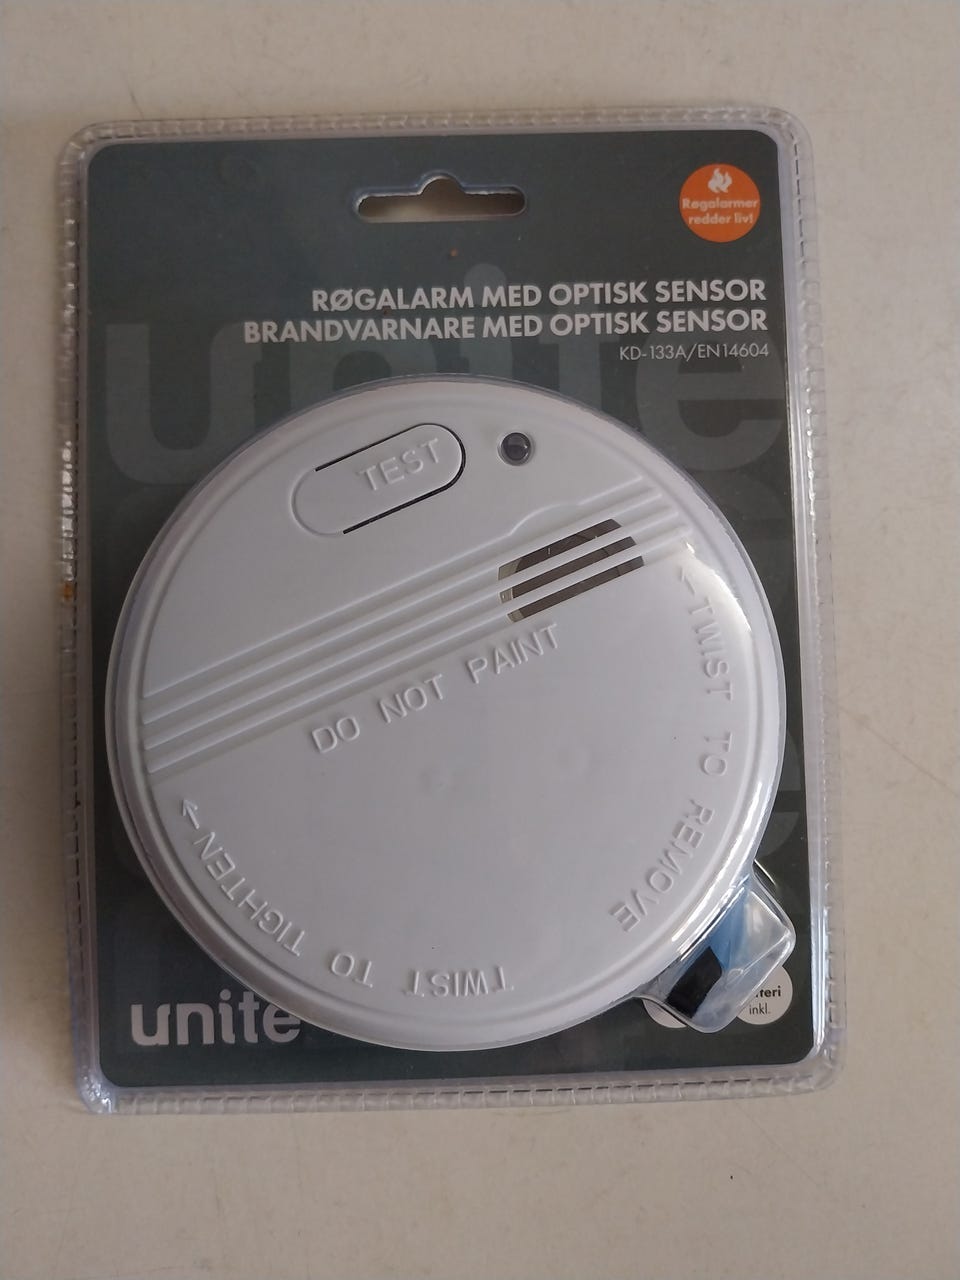 Røgalarmer
redder liv!
unite
RØGALARM MED OPTISK SENSOR
BRANDVARNARE MED OPTISK SENSOR
KD-133A/EN14604
TEST
DO NOT PAINT
TWIST TO REMOVE
TWIST TO TIGHTEN
unite
inkl.